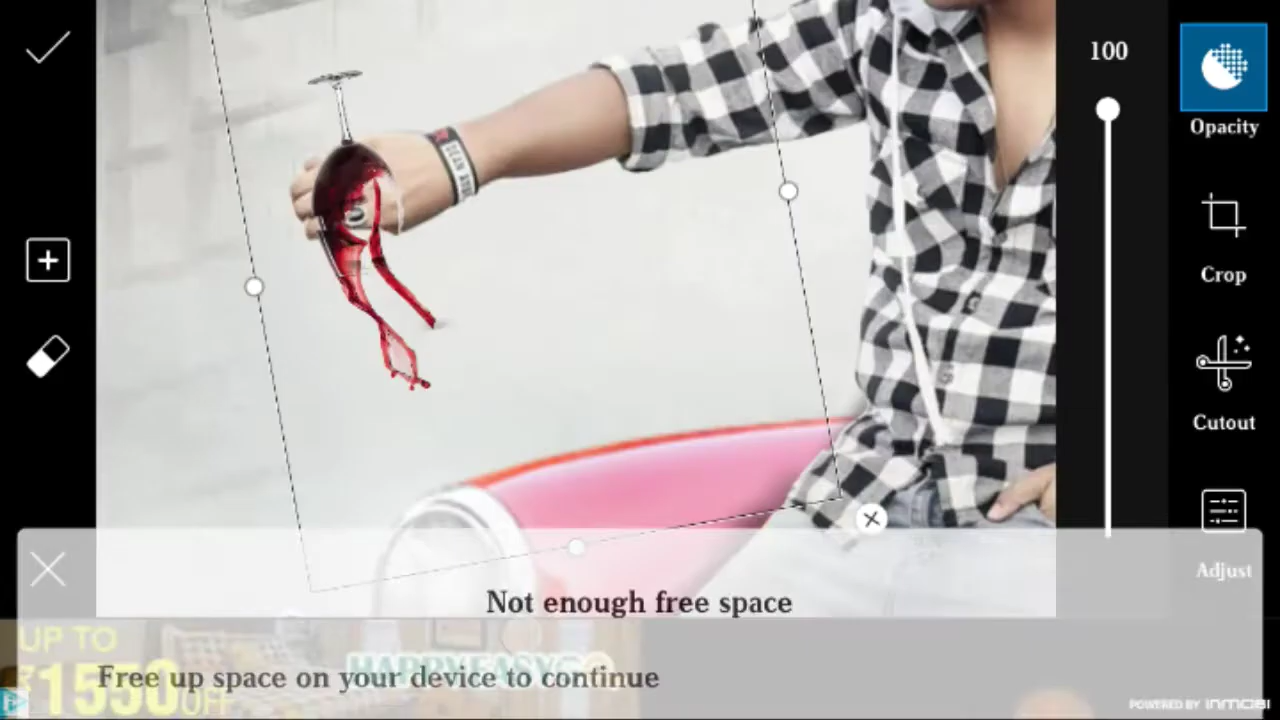 100
Opacity
Crop
Cutout
Adjust
Not enough free space
Free up space on your device to continue
UP TO
₹1550 OFF
HAPPYEASYGO
POWERED BY INMOBI